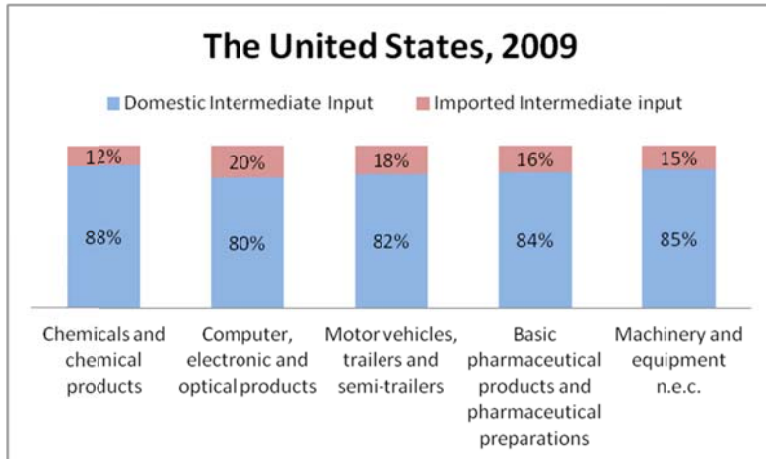 The United States, 2009
Domestic Intermediate Input Imported Intermediate input
12% 20% 18% 16% 15%
88% 80% 82% 84% 85%
Chemicals and chemical products
Computer, electronic and optical products
Motor vehicles, trailers and semi-trailers
Basic pharmaceutical products and pharmaceutical preparations
Machinery and equipment n.e.c.